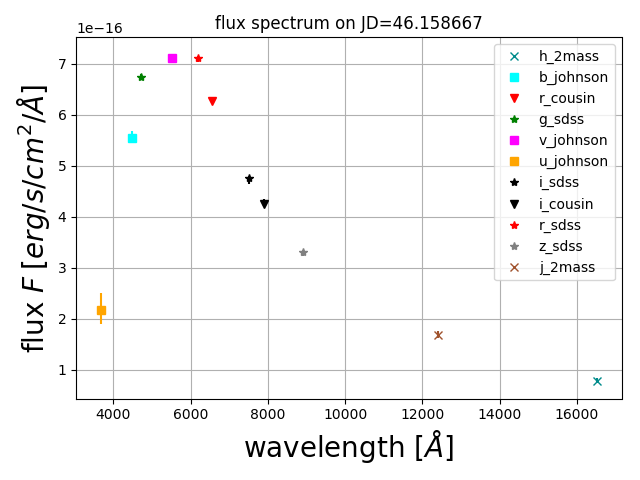 flux spectrum on JD=46.158667
1e−16
7
6
5
4
3
2
1
flux F [erg/s/cm²/Å]
h_2mass
b_johnson
r_cousin
g_sdss
v_johnson
u_johnson
i_sdss
i_cousin
r_sdss
z_sdss
j_2mass
4000 6000 8000 10000 12000 14000 16000
wavelength [Å]